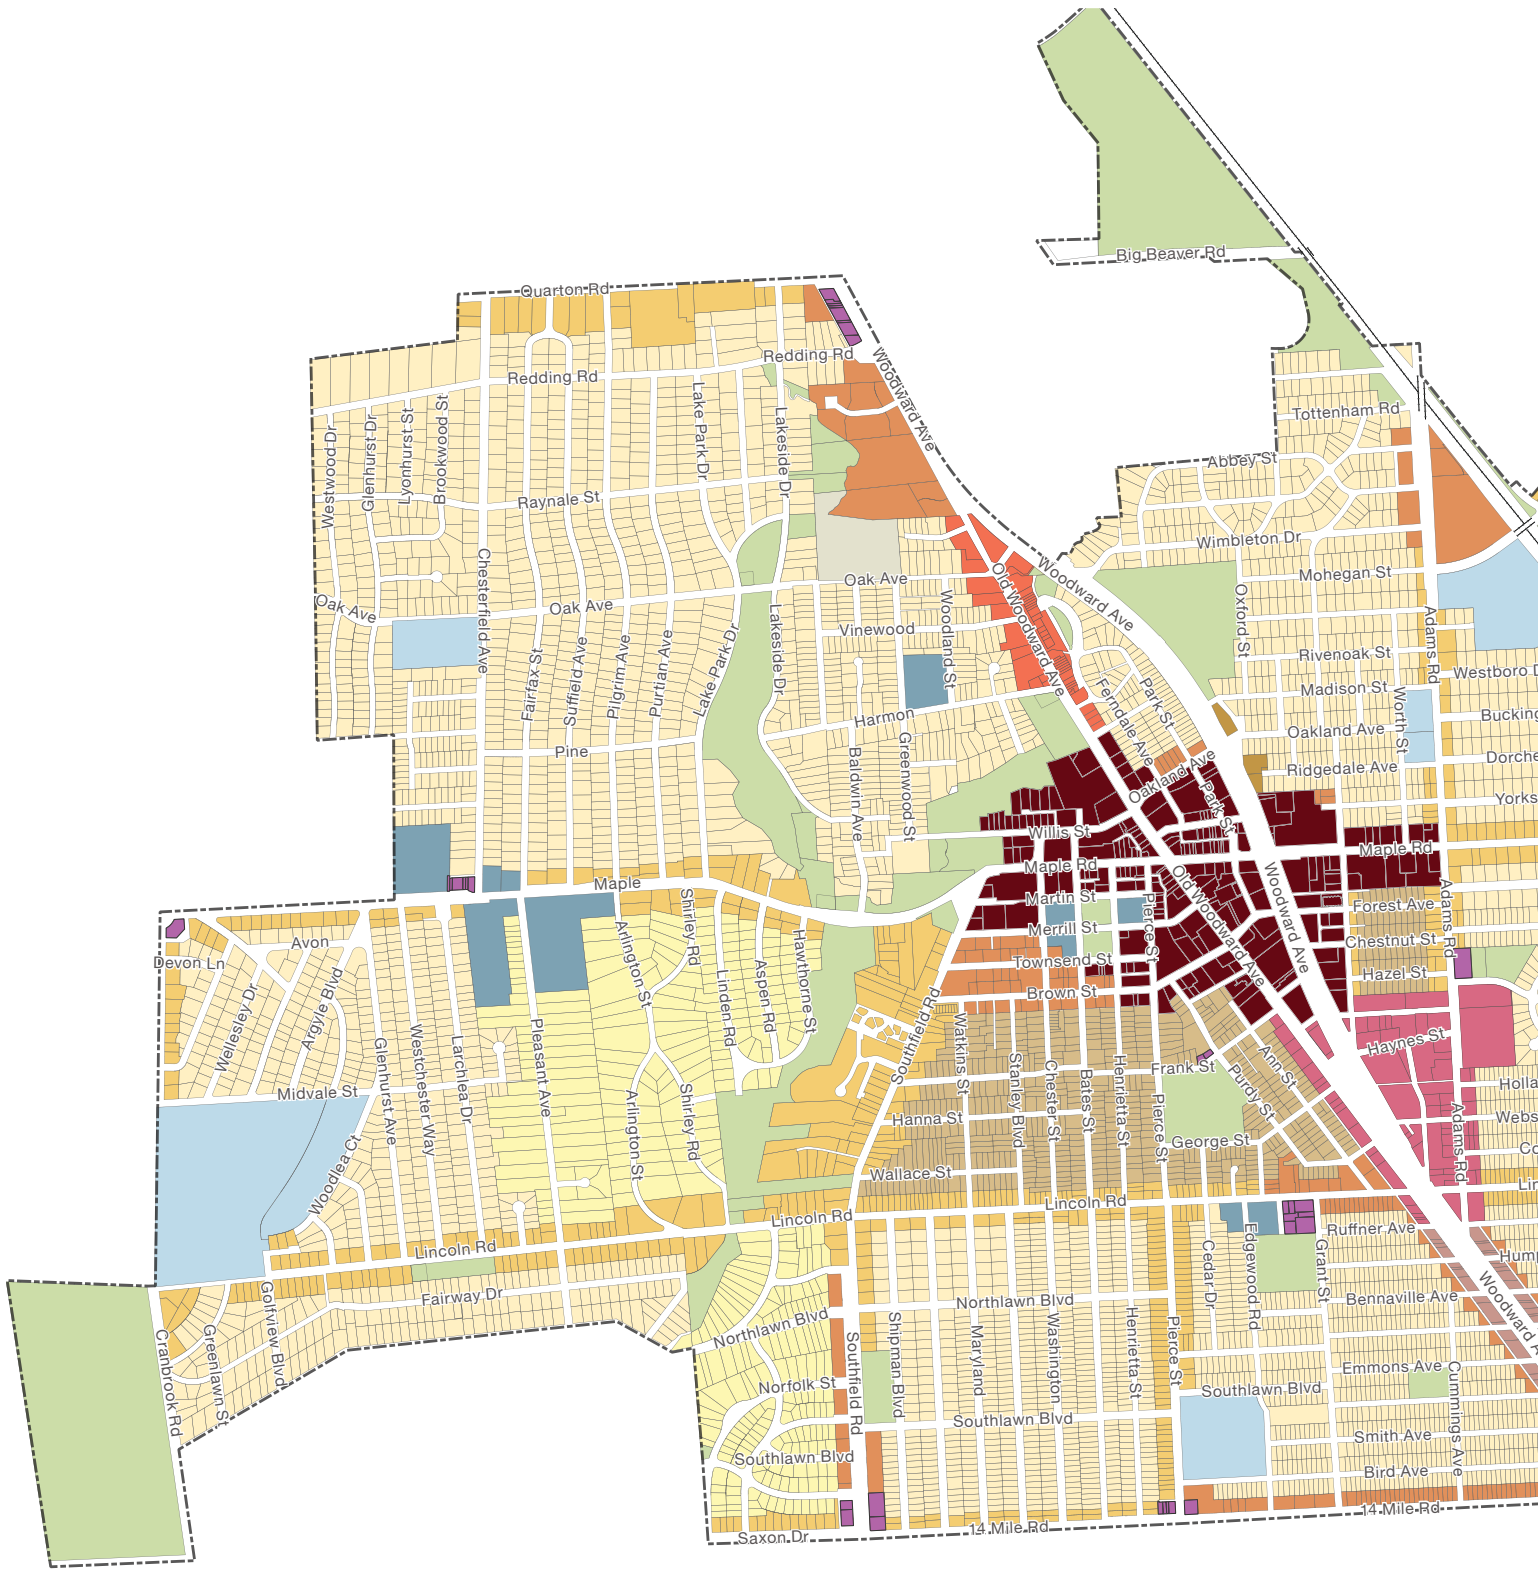 Big Beaver Rd
Quarton Rd
Redding Rd
Redding Rd
Woodward Ave
Tottenham Rd
Abbey St
Westwood Dr
Glenhurst Dr
Lyonhurst St
Brookwood St
Lake Park Dr
Lakeside Dr
Raynale St
Wimbleton Dr
Mohegan St
Chesterfield Ave
Oak Ave
Oak Ave
Oak Ave
Old Woodward Ave
Woodward Ave
Oxford St
Adams Rd
Vinewood
Woodland St
Lakeside Dr
Lake Park Dr
Fairfax St
Suffield Ave
Pilgrim Ave
Purtian Ave
Rivenoak St
Westboro D
Madison St
Worth St
Bucking
Harmon
Ferndale Ave
Park St
Oakland Ave
Pine
Baldwin Ave
Greenwood St
Oakland Ave
Ridgedale Ave
Dorche
Yorks
Park St
Willis St
Maple Rd
Maple Rd
Maple
Martin St
Merrill St
Pierce St
Old Woodward Ave
Woodward Ave
Forest Ave
Adams Rd
Chestnut St
Hazel St
Townsend St
Brown St
Avon
Devon Ln
Wellesley Dr
Argyle Blvd
Arlington St
Shirley Rd
Linden Rd
Aspen Rd
Hawthorne St
Southfield Rd
Watkins St
Stanley Blvd
Chester St
Bates St
Henrietta St
Pierce St
Frank St
Ann St
Purdy St
Haynes St
Midvale St
Glenhurst Ave
Westchester Way
Larchlea Dr
Pleasant Ave
Arlington St
Shirley Rd
Hanna St
George St
Wallace St
Holla
Webs
Co
Adams Rd
Lin
Woodlea Ct
Lincoln Rd
Lincoln Rd
Lincoln Rd
Ruffner Ave
Hump
Cedar Dr
Edgewood Rd
Grant St
Woodward A
Golfview Blvd
Fairway Dr
Cranbrook Rd
Greenlawn St
Northlawn Blvd
Northlawn Blvd
Bennaville Ave
Southfield Rd
Shipman Blvd
Maryland
Washington
Henrietta St
Pierce St
Emmons Ave
Norfolk St
Southlawn Blvd
Southlawn Blvd
Cummings Ave
Smith Ave
Southlawn Blvd
Bird Ave
14 Mile Rd
14 Mile Rd
Saxon Dr